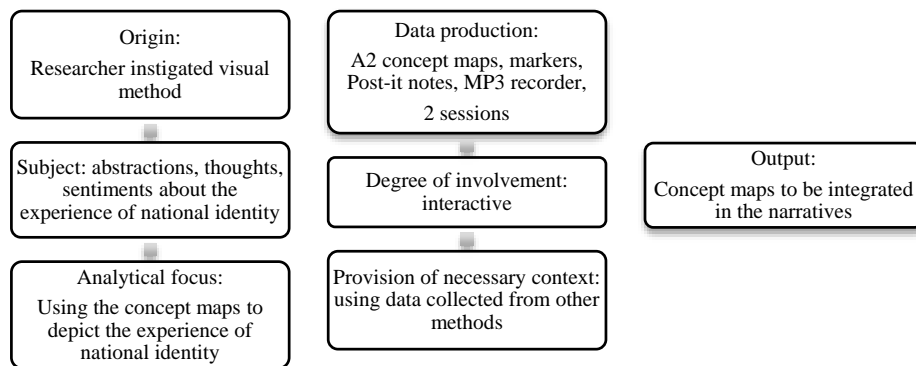 Origin:
Researcher instigated visual
method
Subject: abstractions, thoughts,
sentiments about the
experience of national identity
Analytical focus:
Using the concept maps to
depict the experience of
national identity
Data production:
A2 concept maps, markers,
Post-it notes, MP3 recorder,
2 sessions
Degree of involvement:
interactive
Provision of necessary context:
using data collected from other
methods
Output:
Concept maps to be integrated
in the narratives